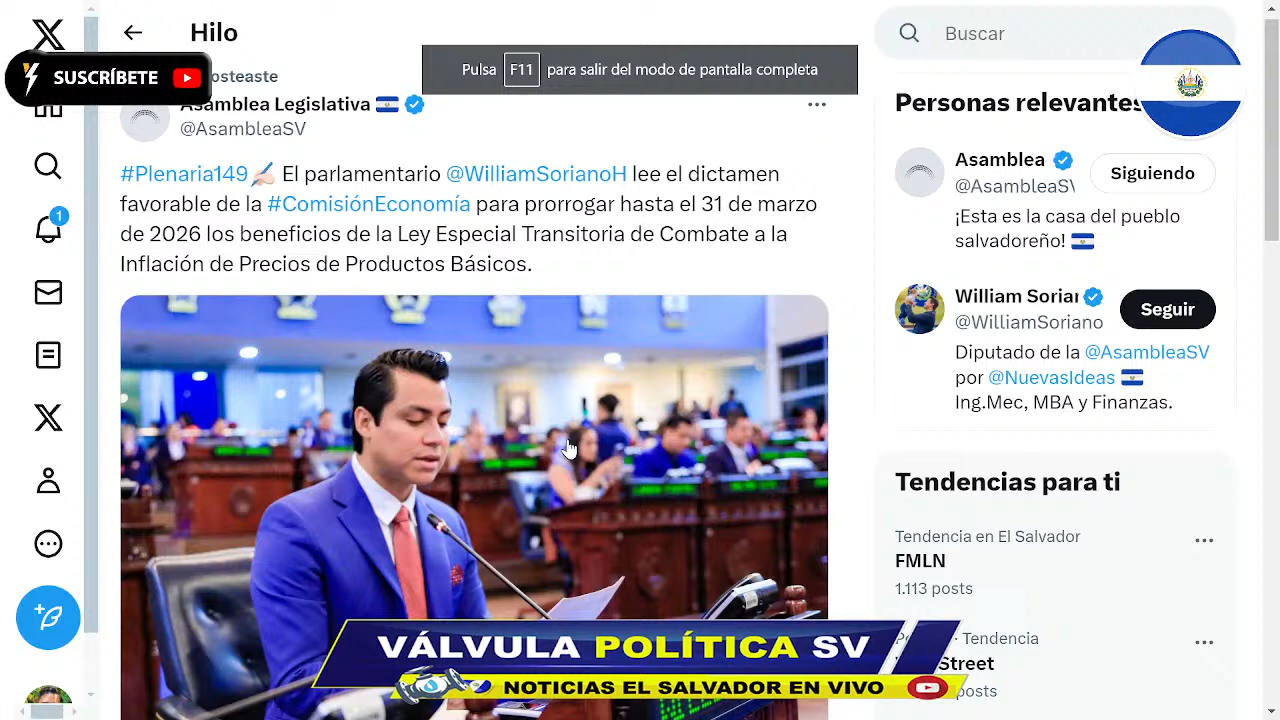 Hilo
Buscar
Pulsa F11 para salir del modo de pantalla completa
SUSCRÍBETE
osteaste
Asamblea Legislativa
@AsambleaSV
#Plenaria149 El parlamentario @WilliamSorianoH lee el dictamen
favorable de la #ComisiónEconomía para prorrogar hasta el 31 de marzo
de 2026 los beneficios de la Ley Especial Transitoria de Combate a la
Inflación de Precios de Productos Básicos.
Personas relevantes
Asamblea
@AsambleaS
Siguiendo
¡Esta es la casa del pueblo
salvadoreño!
William Soria
@WilliamSoriano
Seguir
Diputado de la @AsambleaSV
por @NuevasIdeas
Ing.Mec, MBA y Finanzas.
1
Tendencias para ti
Tendencia en El Salvador
FMLN
1.113 posts
· Tendencia
Street
posts
VÁLVULA POLÍTICA SV
NOTICIAS EL SALVADOR EN VIVO